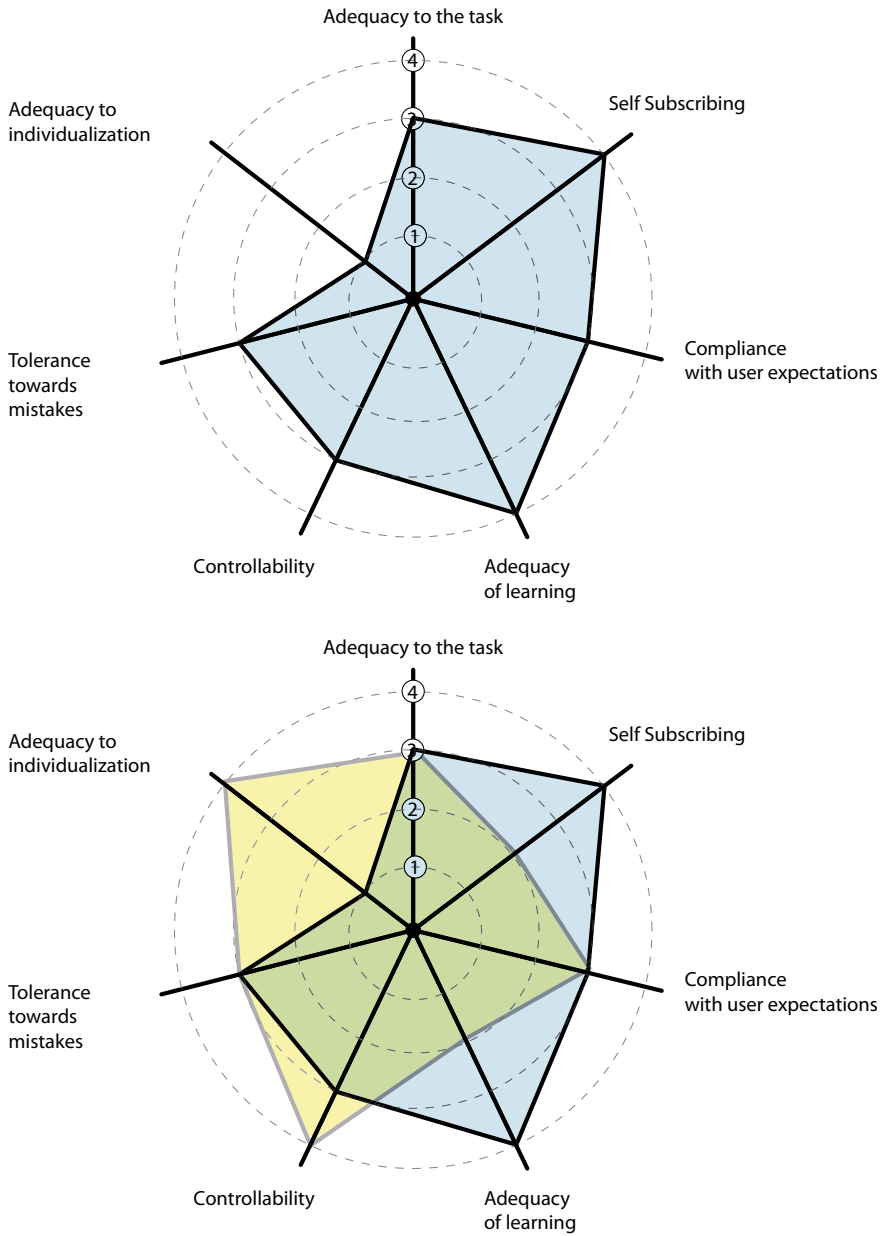 Adequacy to the task
4
Self Subscribing
Adequacy to
individualization
3
2
1
Compliance
with user expectations
Tolerance
towards
mistakes
Controllability
Adequacy
of learning
Adequacy to the task
4
Self Subscribing
Adequacy to
individualization
3
2
1
Compliance
with user expectations
Tolerance
towards
mistakes
Controllability
Adequacy
of learning